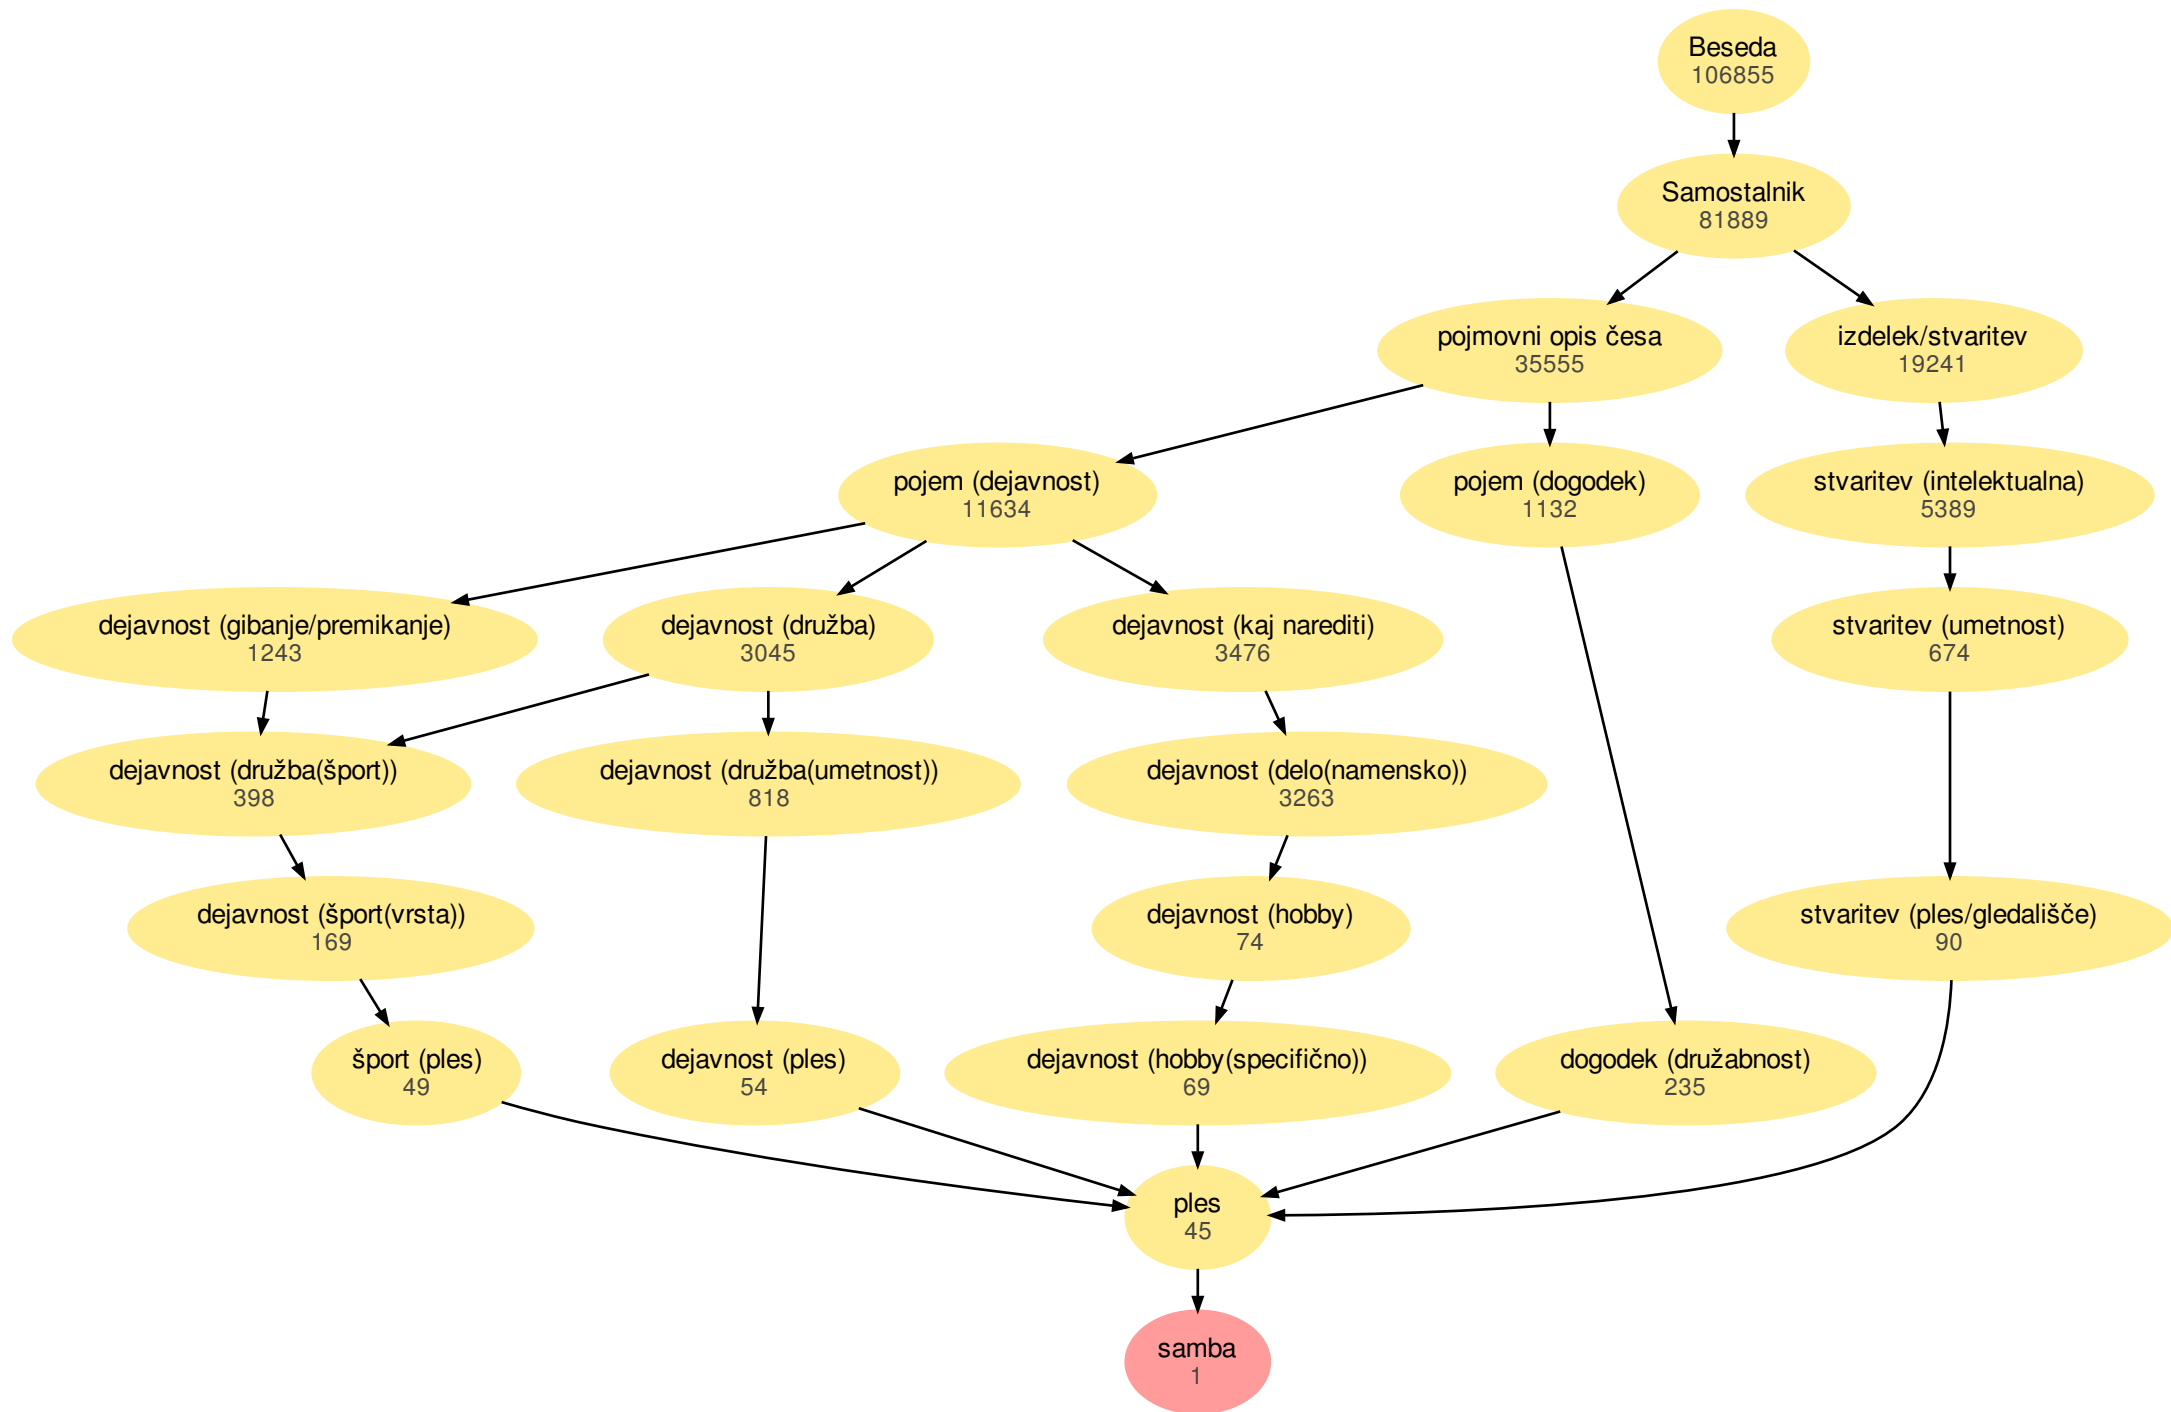 Beseda
106855
Samostalnik
81889
pojmovni opis česa
35555
izdelek/stvaritev
19241
pojem (dejavnost)
11634
pojem (dogodek)
1132
stvaritev (intelektualna)
5389
dejavnost (gibanje/premikanje)
1243
dejavnost (družba)
3045
dejavnost (kaj narediti)
3476
stvaritev (umetnost)
674
dejavnost (družba(šport))
398
dejavnost (družba(umetnost))
818
dejavnost (delo(namensko))
3263
dejavnost (šport(vrsta))
169
dejavnost (hobby)
74
stvaritev (ples/gledališče)
90
šport (ples)
49
dejavnost (ples)
54
dejavnost (hobby(specifično))
69
dogodek (družabnost)
235
ples
45
samba
1